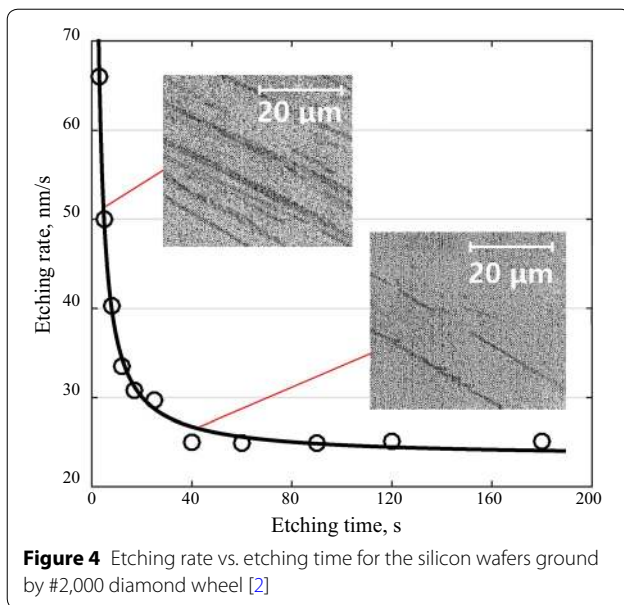 70
60
50
40
30
20
Etching rate, nm/s
20 µm
20 µm
0 40 80 120 160 200
Etching time, s
Figure 4 Etching rate vs. etching time for the silicon wafers ground
by #2,000 diamond wheel [2]